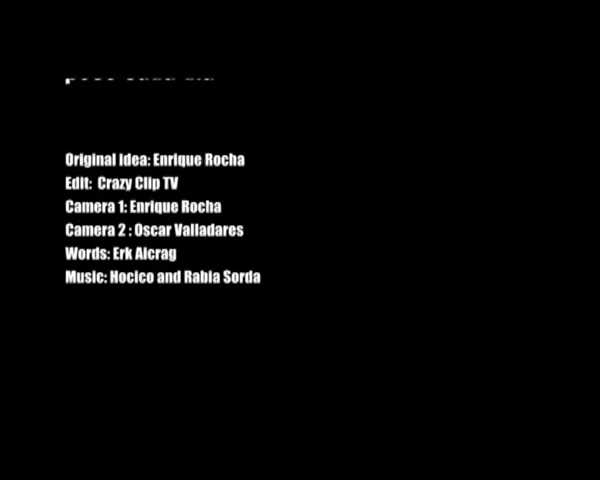 Original idea: Enrique Rocha
Edit: Crazy Clip TV
Camera 1: Enrique Rocha
Camera 2 : Oscar Valladares
Words: Erk Aicrag
Music: Hocico and Rabia Sorda